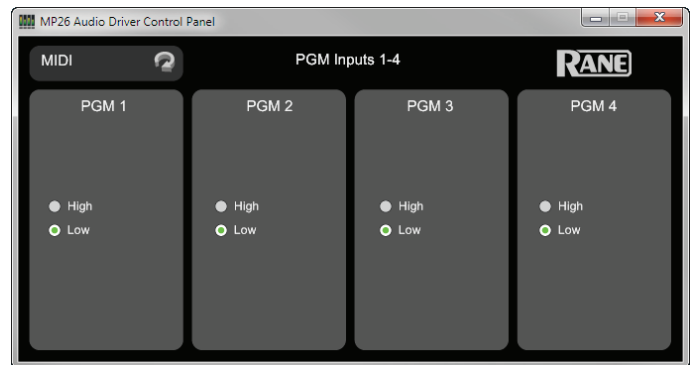 MP26 Audio Driver Control Panel
MIDI
PGM Inputs 1-4
RANE
PGM 1
PGM 2
PGM 3
PGM 4
High
High
High
High
Low
Low
Low
Low